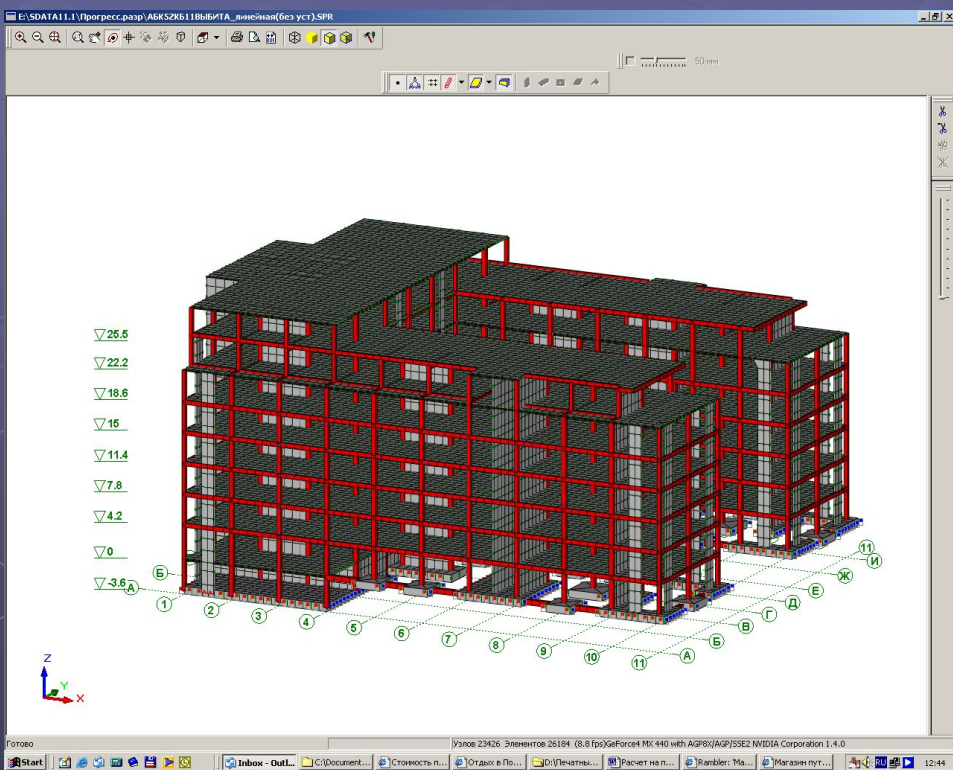 E:\SDATA11.1\Прогресс.разр\АБК52КБ11ВЫБИТА_линейная(без уст).SPR
50 мм
25.5
22.2
18.6
15
11.4
7.8
4.2
0
-3.6
Б
А
1
2
3
4
5
6
7
8
9
10
11
А
Б
В
Г
Д
Е
Ж
И
11
Z
Y
X
Готово
Узлов 23426 Элементов 26184 (8.8 fps)GeForce4 MX 440 with AGP8X/AGP/SSE2 NVIDIA Corporation 1.4.0
Start
Inbox - Outl...
C:\Document...
Стоимость п...
Отдых в По...
D:\Печатны...
Расчет на п...
Rambler: 'Ма...
Магазин пут...
RU
12:44